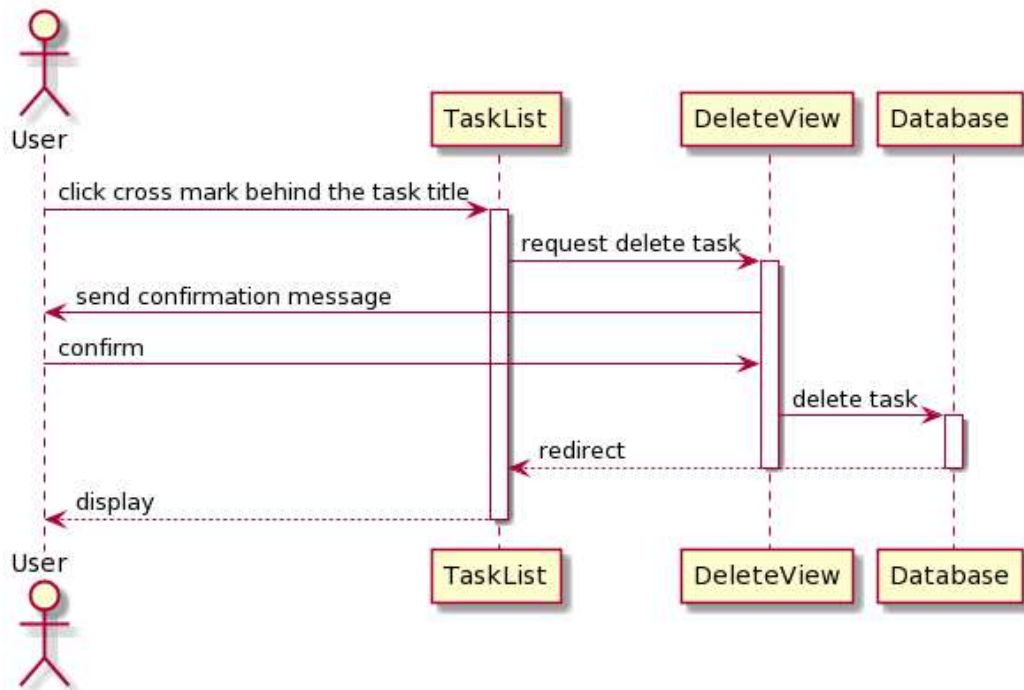 User
TaskList
DeleteView
Database
click cross mark behind the task title
request delete task
send confirmation message
confirm
delete task
redirect
display
User
TaskList
DeleteView
Database